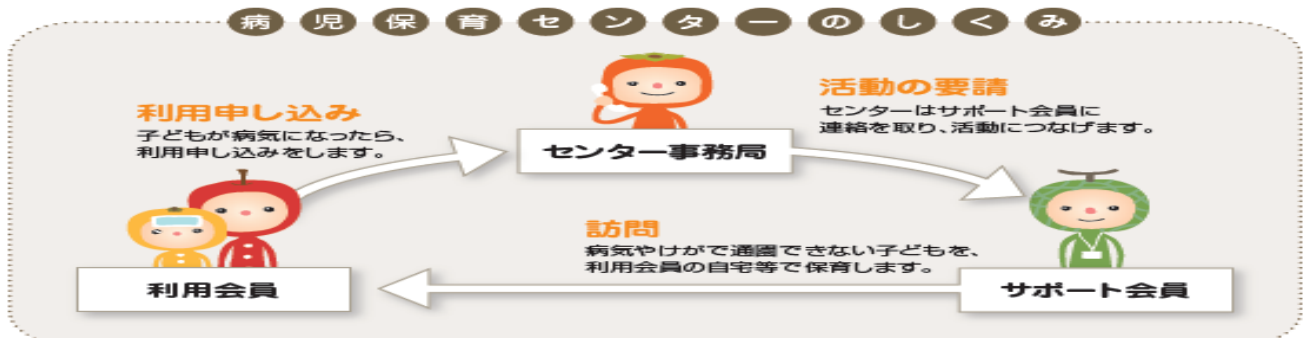 病児保育センターのしくみ
利用申し込み
子どもが病気になったら、
利用申し込みをします。
センター事務局
活動の要請
センターはサポート会員に
連絡を取り、活動につなげます。
訪問
病気やけがで通園できない子どもを、
利用会員の自宅等で保育します。
利用会員
サポート会員